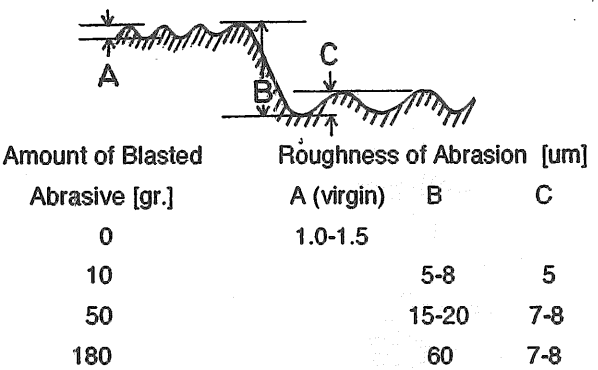 A
B
C
Amount of Blasted Roughness of Abrasion [um]
Abrasive [gr.] A (virgin) B C
0 1.0-1.5
10 5-8 5
50 15-20 7-8
180 60 7-8